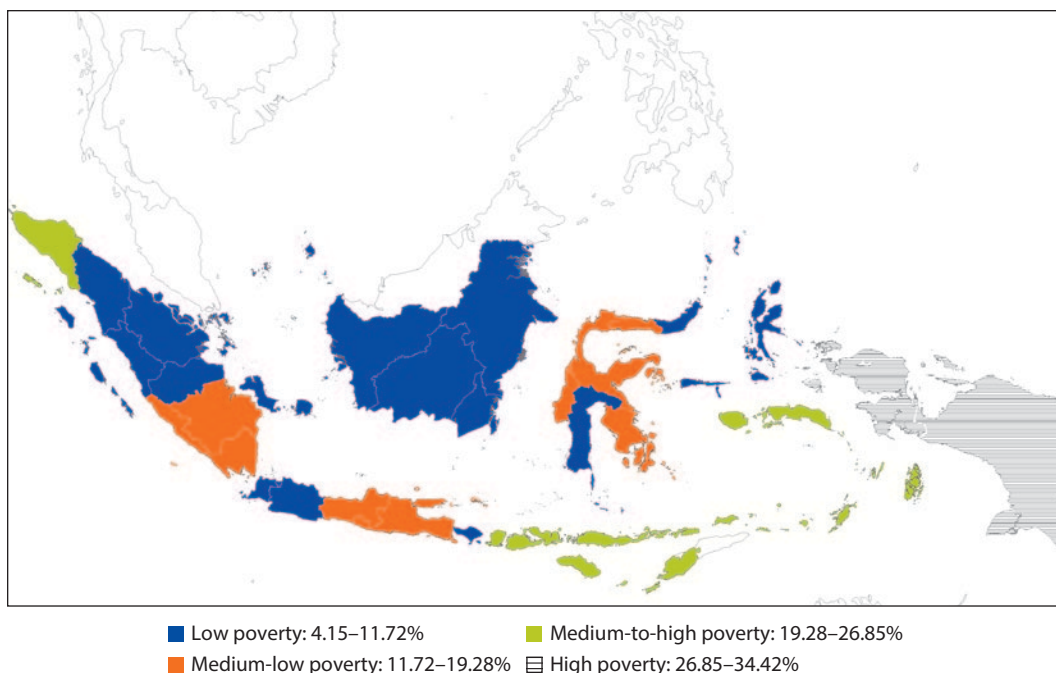 Low poverty: 4.15–11.72%
Medium-to-high poverty: 19.28–26.85%
Medium-low poverty: 11.72–19.28%
High poverty: 26.85–34.42%